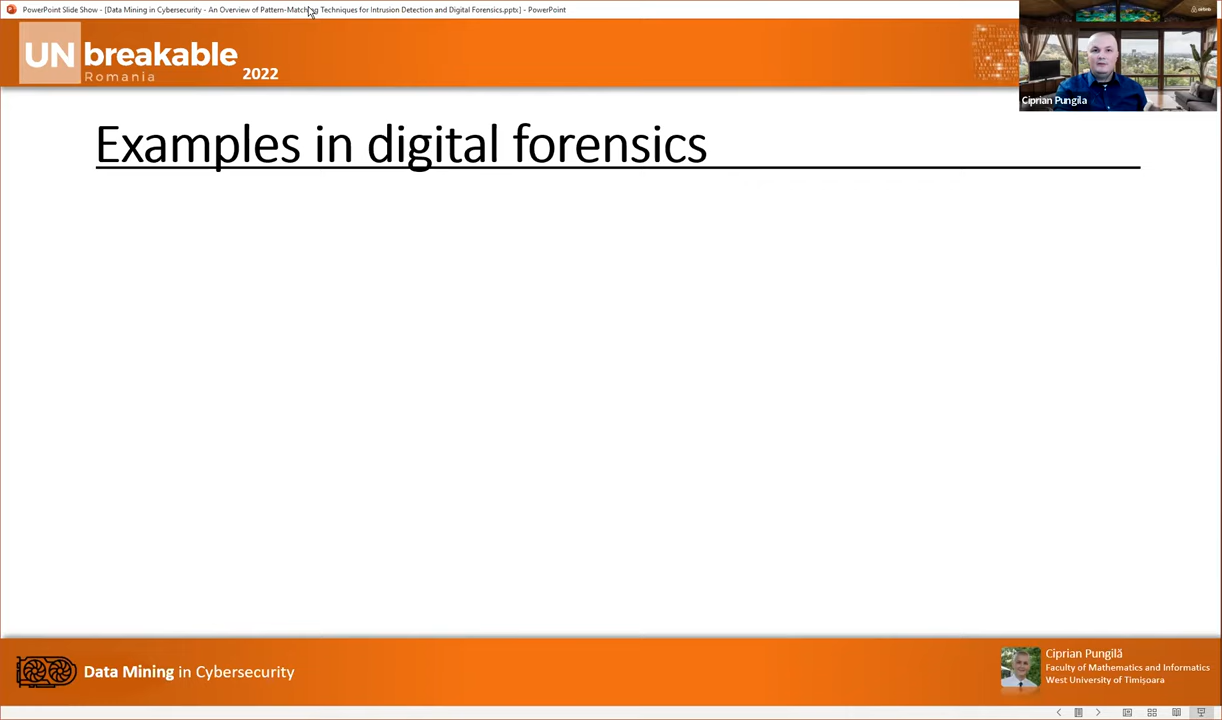 PowerPoint Slide Show - [Data Mining in Cybersecurity - An Overview of Pattern-Matching Techniques for Intrusion Detection and Digital Forensics.pptx] - PowerPoint
UNbreakable
Romania
2022
Ciprian Pungila
Examples in digital forensics
Data Mining in Cybersecurity
Ciprian Pungilă
Faculty of Mathematics and Informatics
West University of Timișoara